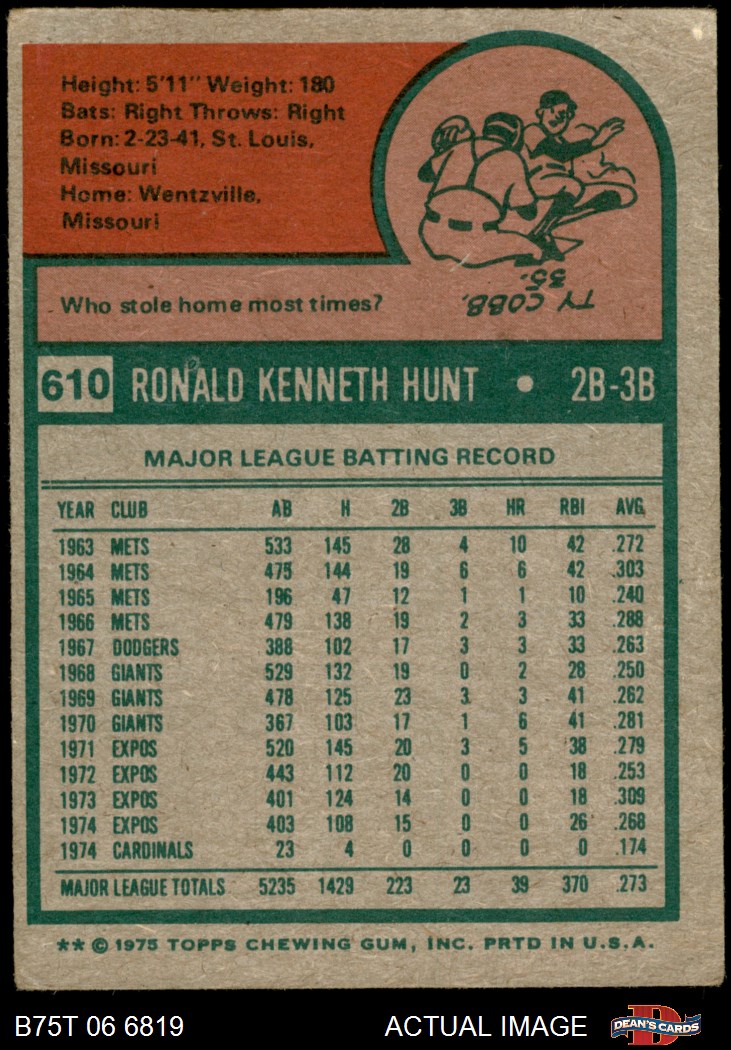 Height: 5'11" Weight: 180
Bats: Right Throws: Right
Born: 2-23-41, St. Louis,
Missouri
Home: Wentzville,
Missouri
Who stole home most times?
TY COBB,
35.
610 RONALD KENNETH HUNT • 2B-3B
MAJOR LEAGUE BATTING RECORD
YEAR CLUB AB H 2B 3B HR RBI AVG.
1963 METS 533 145 28 4 10 42 .272
1964 METS 475 144 19 6 6 42 .303
1965 METS 196 47 12 1 1 10 .240
1966 METS 479 138 19 2 3 33 .288
1967 DODGERS 388 102 17 3 3 33 .263
1968 GIANTS 529 132 19 0 2 28 .250
1969 GIANTS 478 125 23 3 3 41 .262
1970 GIANTS 367 103 17 1 6 41 .281
1971 EXPOS 520 145 20 3 5 38 .279
1972 EXPOS 443 112 20 0 0 18 .253
1973 EXPOS 401 124 14 0 0 18 .309
1974 EXPOS 403 108 15 0 0 26 .268
1974 CARDINALS 23 4 0 0 0 0 .174
MAJOR LEAGUE TOTALS 5235 1429 223 23 39 370 .273
** © 1975 TOPPS CHEWING GUM, INC. PRTD IN U.S.A.
B75T 06 6819 ACTUAL IMAGE DEAN'S CARDS